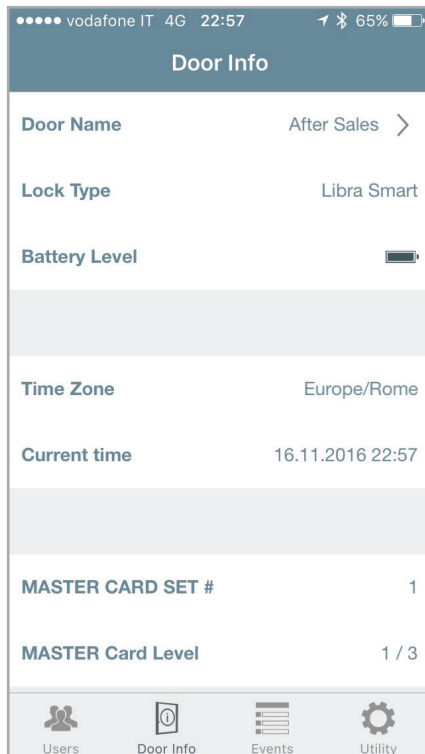 vodafone IT 4G 22:57 65%
Door Info
Door Name After Sales
Lock Type Libra Smart
Battery Level
Time Zone Europe/Rome
Current time 16.11.2016 22:57
MASTER CARD SET # 1
MASTER Card Level 1 / 3
Users Door Info Events Utility